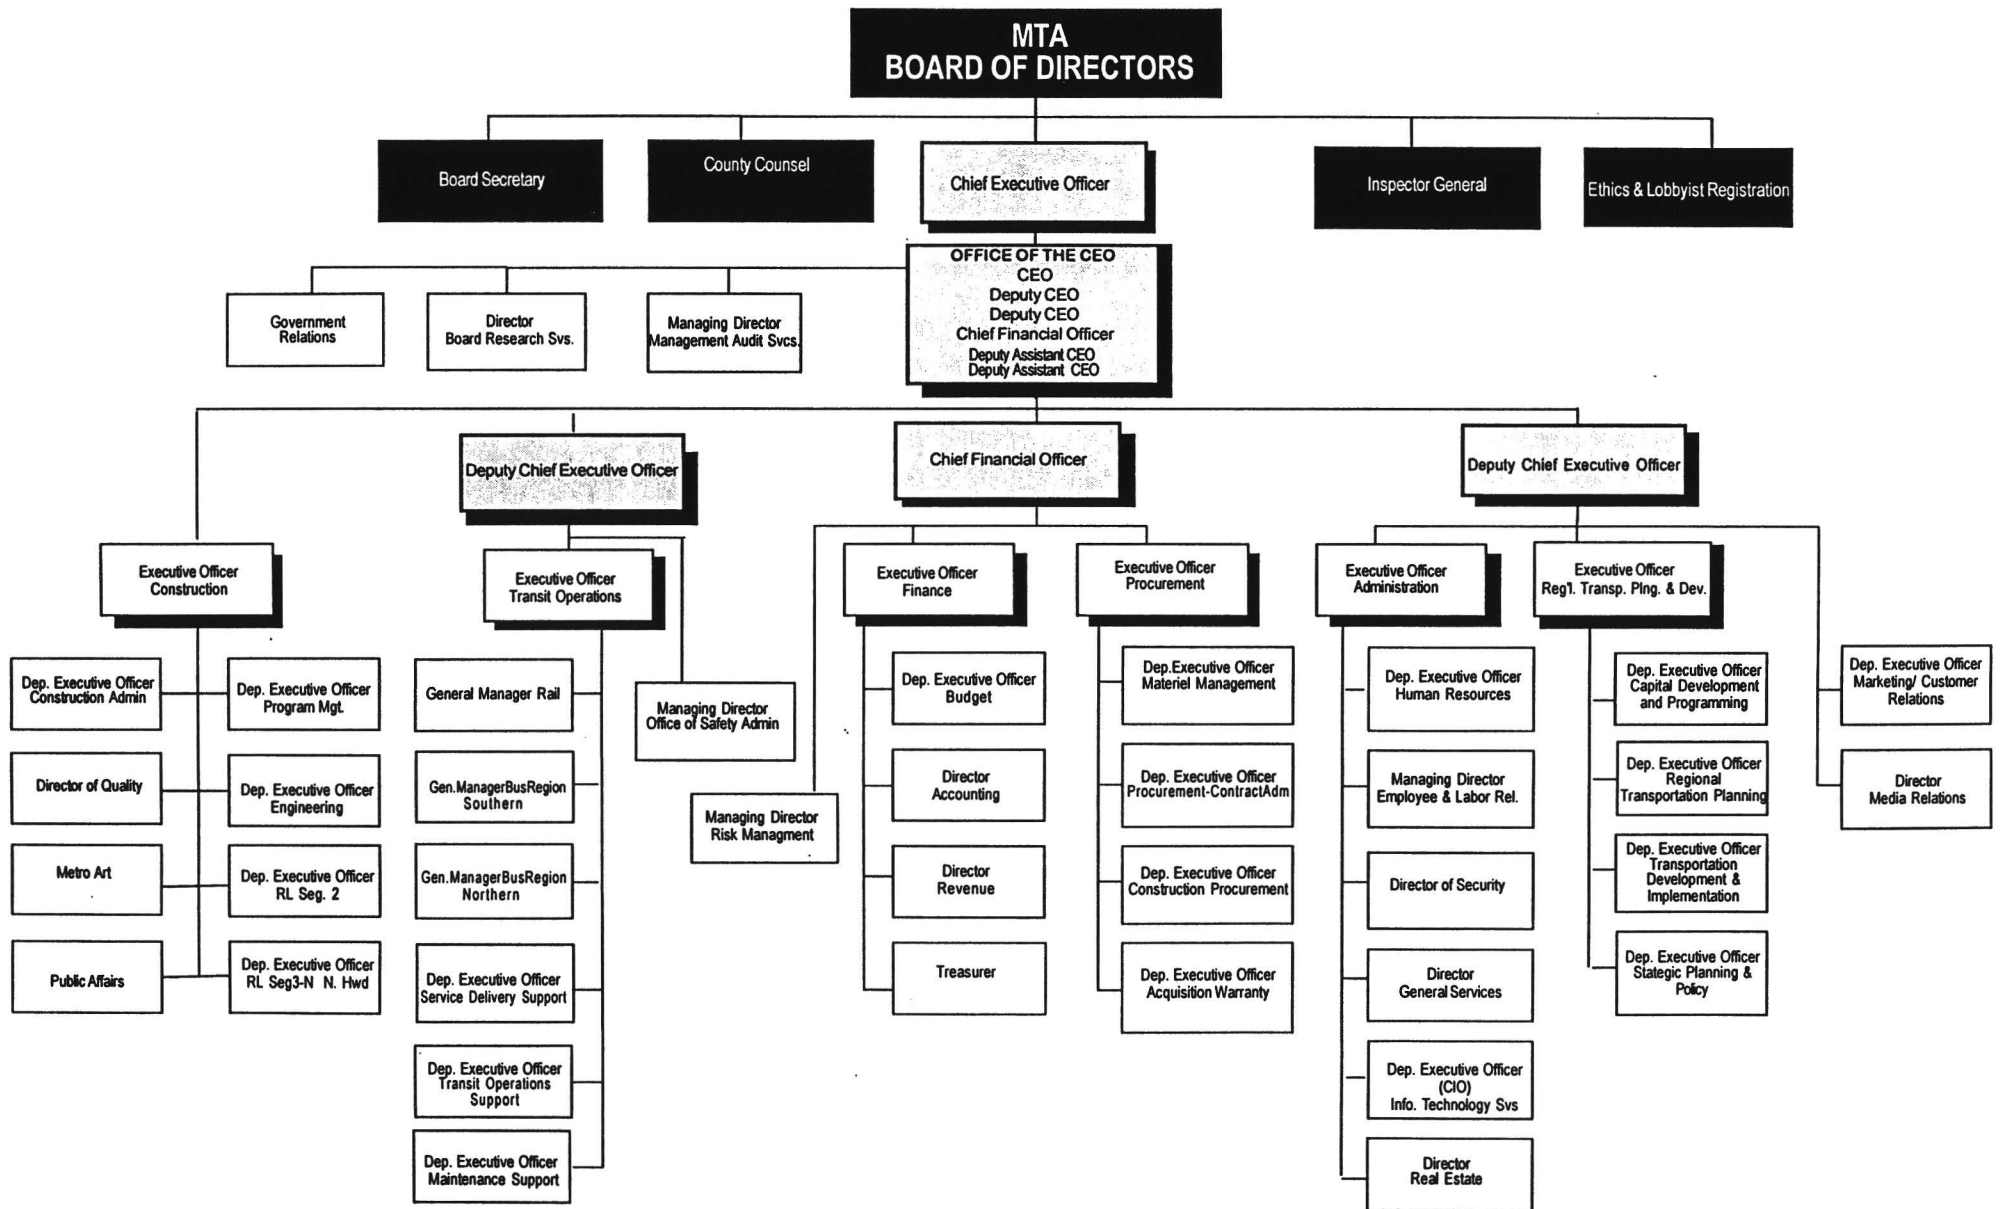 MTA
BOARD OF DIRECTORS
Board Secretary
County Counsel
Chief Executive Officer
Inspector General
Ethics & Lobbyist Registration
OFFICE OF THE CEO
CEO
Deputy CEO
Deputy CEO
Chief Financial Officer
Deputy Assistant CEO
Deputy Assistant CEO
Government
Relations
Director
Board Research Svs.
Managing Director
Management Audit Svcs.
Deputy Chief Executive Officer
Chief Financial Officer
Deputy Chief Executive Officer
Executive Officer
Construction
Executive Officer
Transit Operations
Executive Officer
Finance
Executive Officer
Procurement
Executive Officer
Administration
Executive Officer
Reg'l. Transp. Plng. & Dev.
Dep. Executive Officer
Construction Admin
Dep. Executive Officer
Program Mgt.
Director of Quality
Dep. Executive Officer
Engineering
Metro Art
Dep. Executive Officer
RL Seg. 2
Public Affairs
Dep. Executive Officer
RL Seg3-N N. Hwd
General Manager Rail
Gen.ManagerBusRegion
Southern
Gen.ManagerBusRegion
Northern
Dep. Executive Officer
Service Delivery Support
Dep. Executive Officer
Transit Operations
Support
Dep. Executive Officer
Maintenance Support
Managing Director
Office of Safety Admin
Managing Director
Risk Managment
Dep. Executive Officer
Budget
Director
Accounting
Director
Revenue
Treasurer
Dep.Executive Officer
Materiel Management
Dep. Executive Officer
Procurement-ContractAdm
Dep. Executive Officer
Construction Procurement
Dep. Executive Officer
Acquisition Warranty
Dep. Executive Officer
Human Resources
Managing Director
Employee & Labor Rel.
Director of Security
Director
General Services
Dep. Executive Officer
(CIO)
Info. Technology Svs
Director
Real Estate
Dep. Executive Officer
Capital Development
and Programming
Dep. Executive Officer
Regional
Transportation Planning
Dep. Executive Officer
Transportation
Development &
Implementation
Dep. Executive Officer
Stategic Planning &
Policy
Dep. Executive Officer
Marketing/ Customer
Relations
Director
Media Relations